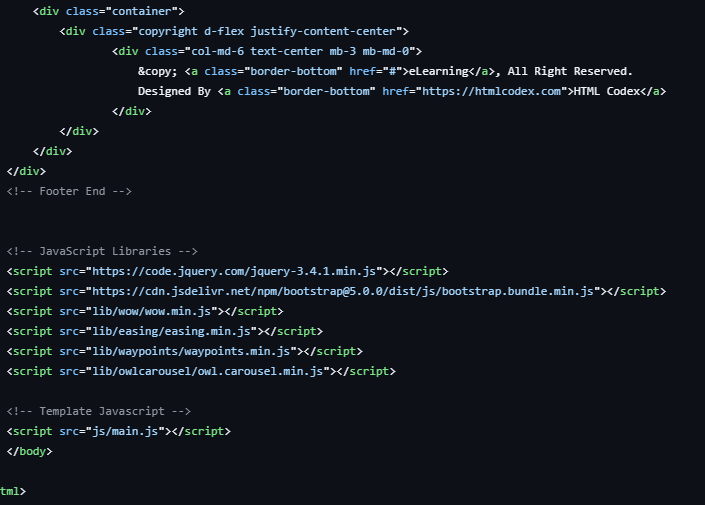 <div class="container">
<div class="copyright d-flex justify-content-center">
<div class="col-md-6 text-center mb-3 mb-md-0">
&copy; <a class="border-bottom" href="#">eLearning</a>, All Right Reserved.
Designed By <a class="border-bottom" href="https://htmlcodex.com">HTML Codex</a>
</div>
</div>
</div>
</div>
<!-- Footer End -->
<!-- JavaScript Libraries -->
<script src="https://code.jquery.com/jquery-3.4.1.min.js"></script>
<script src="https://cdn.jsdelivr.net/npm/bootstrap@5.0.0/dist/js/bootstrap.bundle.min.js"></script>
<script src="lib/wow/wow.min.js"></script>
<script src="lib/easing/easing.min.js"></script>
<script src="lib/waypoints/waypoints.min.js"></script>
<script src="lib/owlcarousel/owl.carousel.min.js"></script>
<!-- Template Javascript -->
<script src="js/main.js"></script>
</body>
tml>